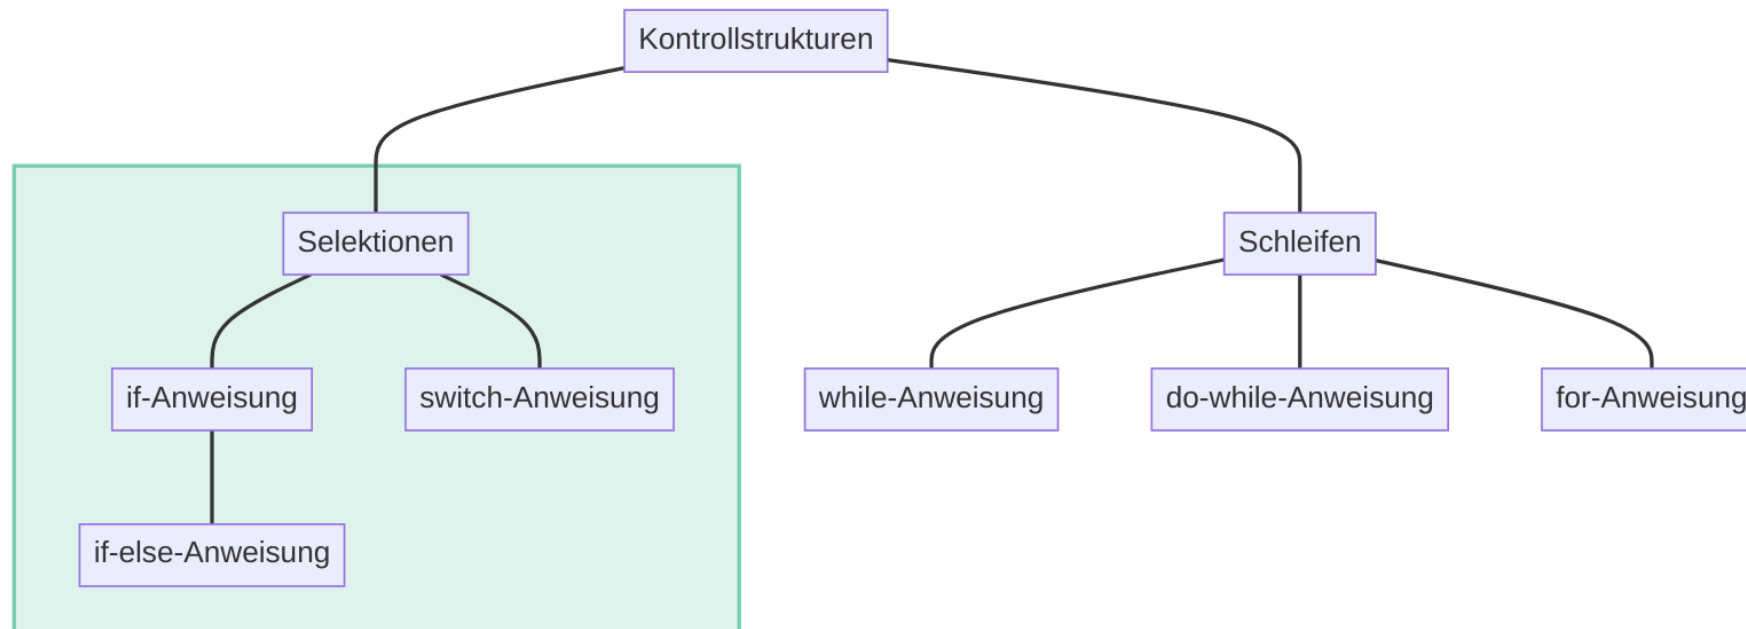 Kontrollstrukturen
Selektionen
Schleifen
if-Anweisung
switch-Anweisung
while-Anweisung
do-while-Anweisung
for-Anweisung
if-else-Anweisung